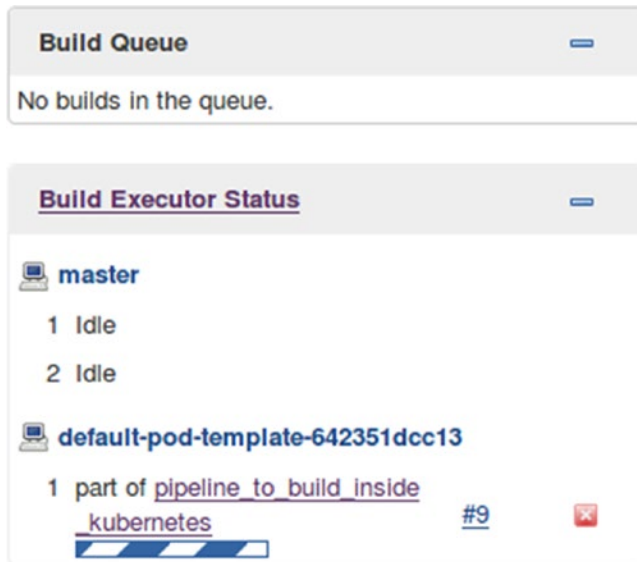 Build Queue
No builds in the queue.
Build Executor Status
master
1 Idle
2 Idle
default-pod-template-642351dcc13
1 part of pipeline_to_build_inside
_kubernetes #9